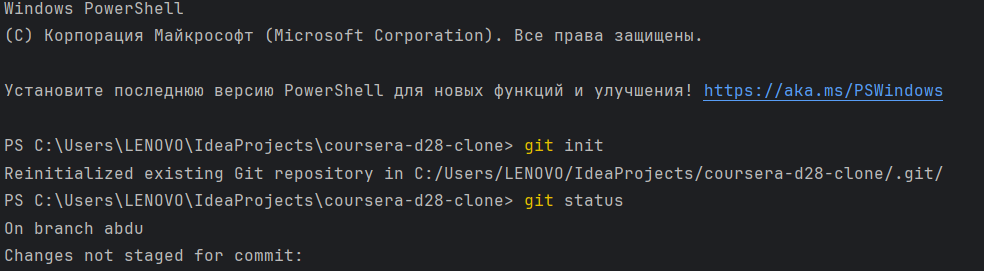 Windows PowerShell
(C) Корпорация Майкрософт (Microsoft Corporation). Все права защищены.
Установите последнюю версию PowerShell для новых функций и улучшения! https://aka.ms/PSWindows
PS C:\Users\LENOVO\IdeaProjects\coursera-d28-clone> git init
Reinitialized existing Git repository in C:/Users/LENOVO/IdeaProjects/coursera-d28-clone/.git/
PS C:\Users\LENOVO\IdeaProjects\coursera-d28-clone> git status
On branch abdu
Changes not staged for commit: